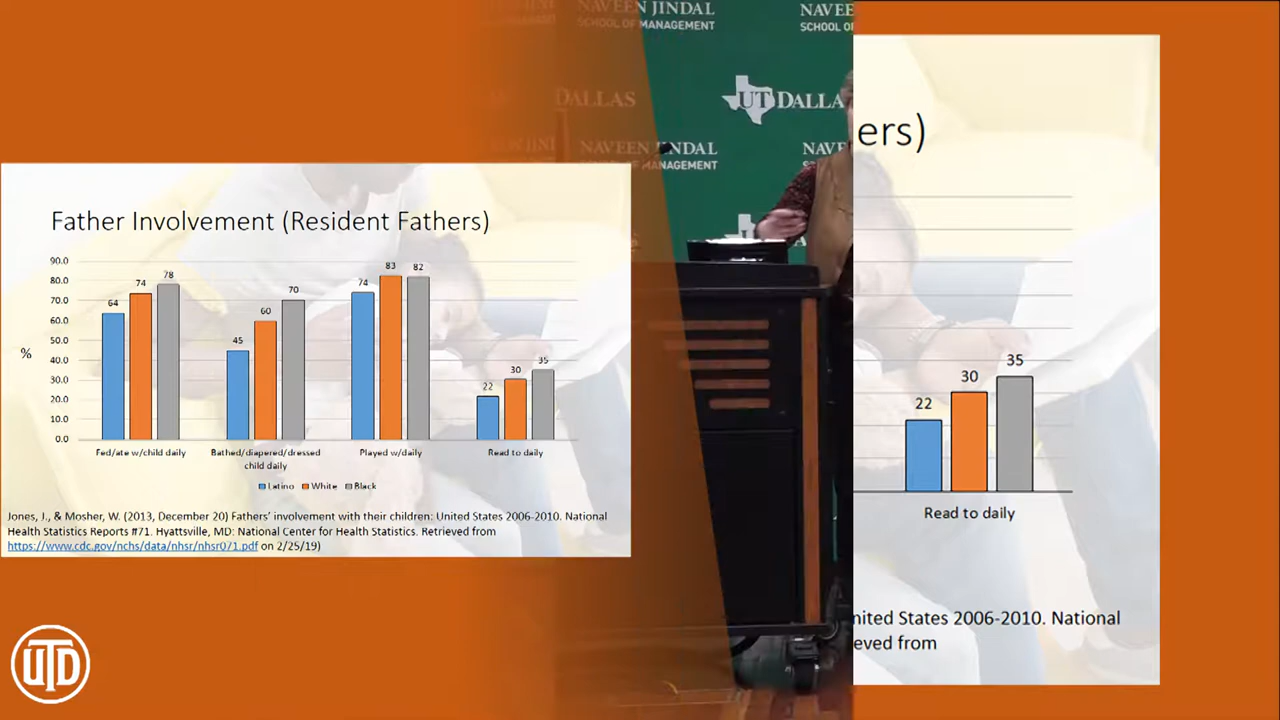 NAVEEN JINDAL
SCHOOL OF MANAGEMENT
NAVEEN
SCHOOL OF
DALLAS
UT DALLA
SCHOOL OF MANAGEMENT
NAVE
SCHOOL
Father Involvement (Resident Fathers)
90.0
80.0
70.0
60.0
50.0
40.0
30.0
20.0
10.0
0.0
%
64 74 78
45 60 70
74 83 82
22 30 35
Fed/ate w/child daily
Bathed/diapered/dressed
child daily
Played w/daily
Read to daily
Latino White Black
Jones, J., & Mosher, W. (2013, December 20) Fathers' involvement with their children: United States 2006-2010. National
Health Statistics Reports #71. Hyattsville, MD: National Center for Health Statistics. Retrieved from
https://www.cdc.gov/nchs/data/nhsr/nhsr071.pdf on 2/25/19)
UTD
ers)
22 30 35
Read to daily
nited States 2006-2010. National
eved from